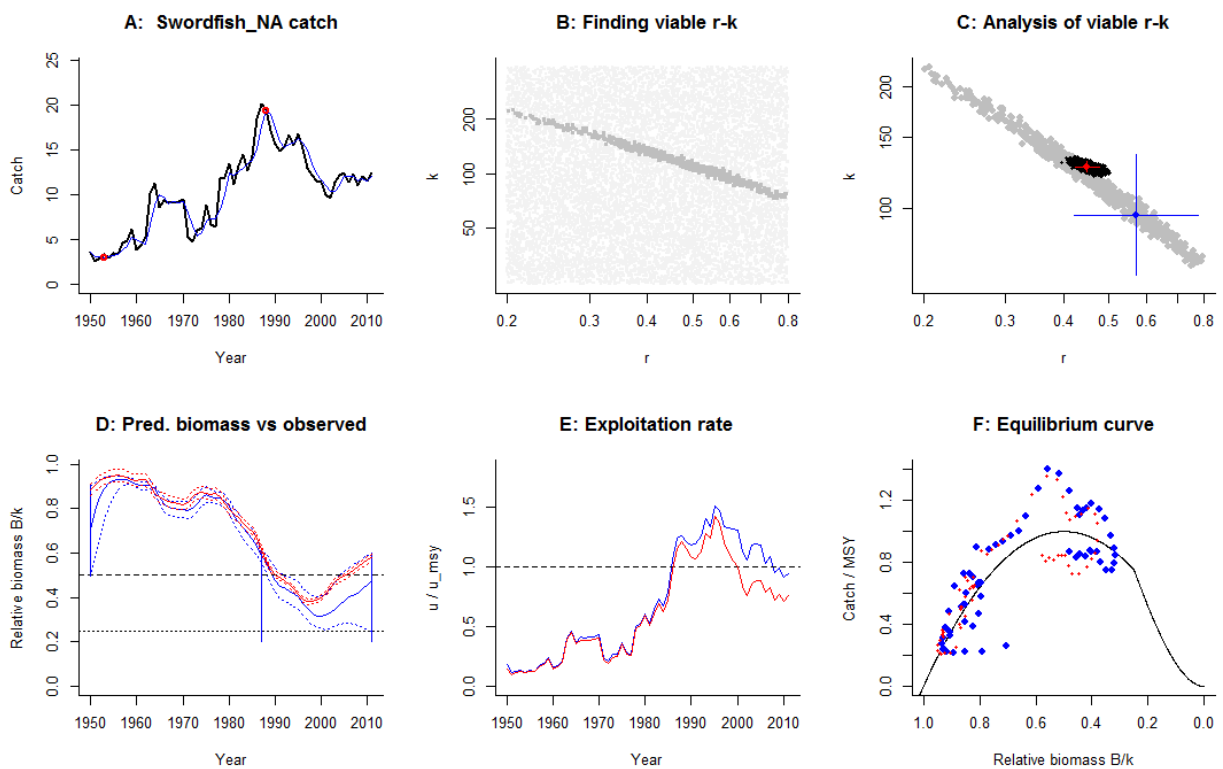 A: Swordfish_NA catch
Catch
25
20
15
10
5
0
1950 1960 1970 1980 1990 2000 2010
Year
B: Finding viable r-k
k
200
100
50
0.2 0.3 0.4 0.5 0.6 0.8
r
C: Analysis of viable r-k
k
200
150
100
0.2 0.3 0.4 0.5 0.6 0.8
r
D: Pred. biomass vs observed
Relative biomass B/k
1.0
0.8
0.6
0.4
0.2
0.0
1950 1960 1970 1980 1990 2000 2010
Year
E: Exploitation rate
u / u_msy
1.5
1.0
0.5
0.0
1950 1960 1970 1980 1990 2000 2010
Year
F: Equilibrium curve
Catch / MSY
1.2
0.8
0.4
0.0
1.0 0.8 0.6 0.4 0.2 0.0
Relative biomass B/k